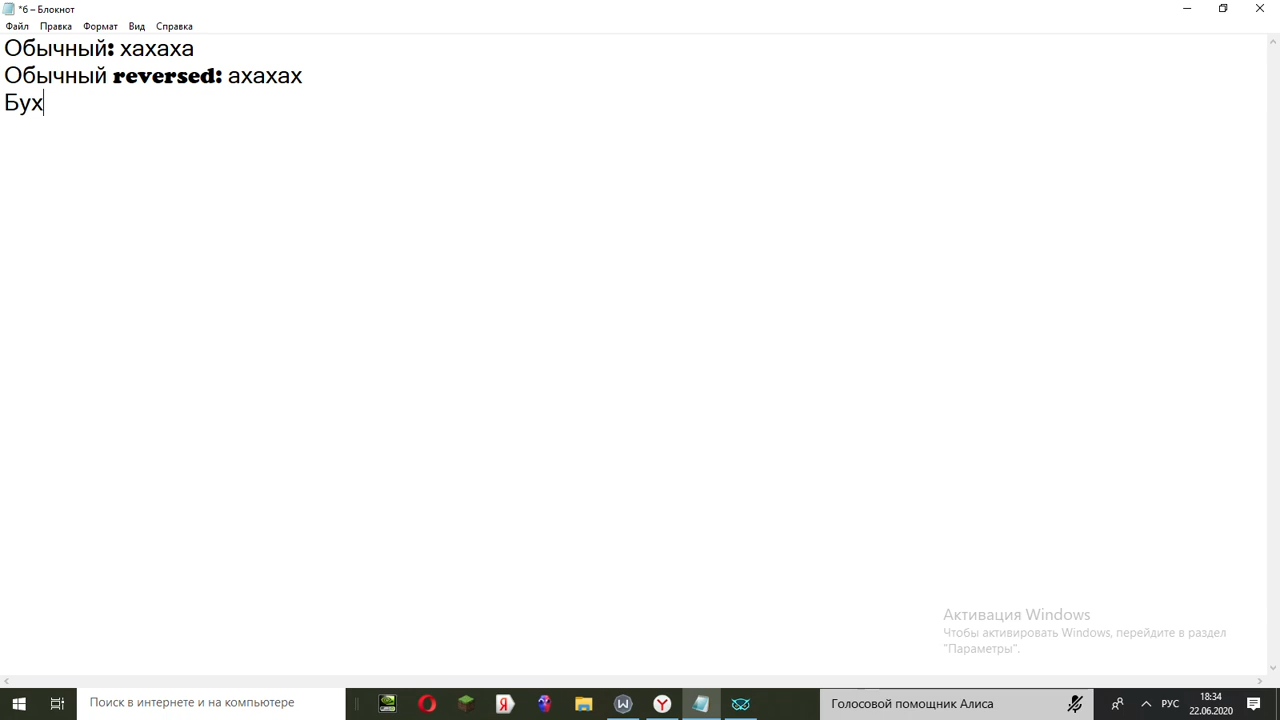 *б – Блокнот
Файл Правка Формат Вид Справка
Обычный: хахаха
Обычный reversed: ахахах
Бух
Активация Windows
Чтобы активировать Windows, перейдите в раздел
"Параметры".
Поиск в интернете и на компьютере
Голосовой помощник Алиса
РУС
18:34
22.06.2020